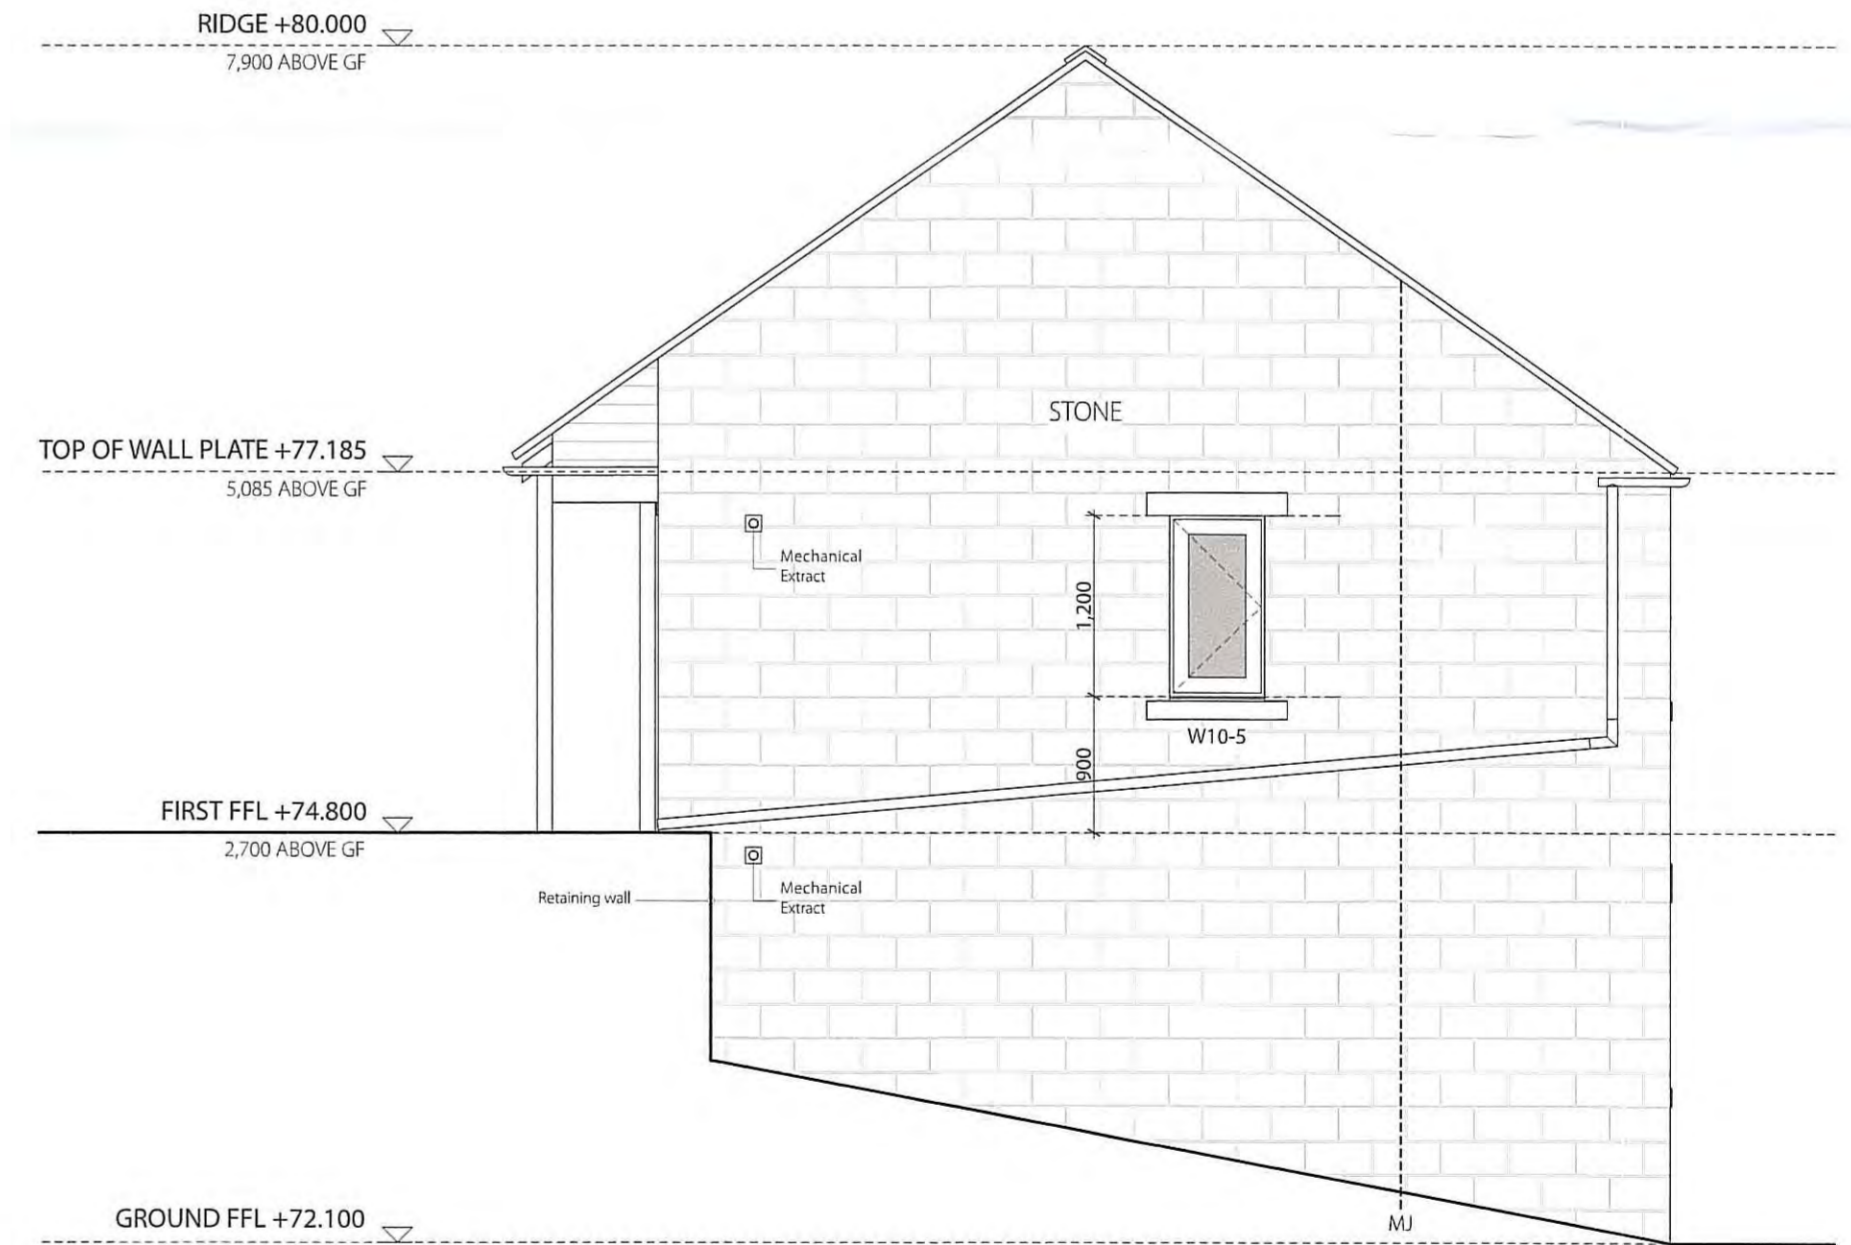 RIDGE +80.000
7,900 ABOVE GF
STONE
TOP OF WALL PLATE +77.185
5,085 ABOVE GF
Mechanical
Extract
1,200
W10-5
900
FIRST FFL +74.800
2,700 ABOVE GF
Mechanical
Extract
Retaining wall
GROUND FFL +72.100
MJ